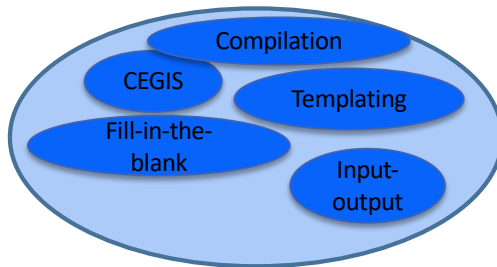 Compilation
CEGIS
Templating
Fill-in-the-
blank
Input-
output